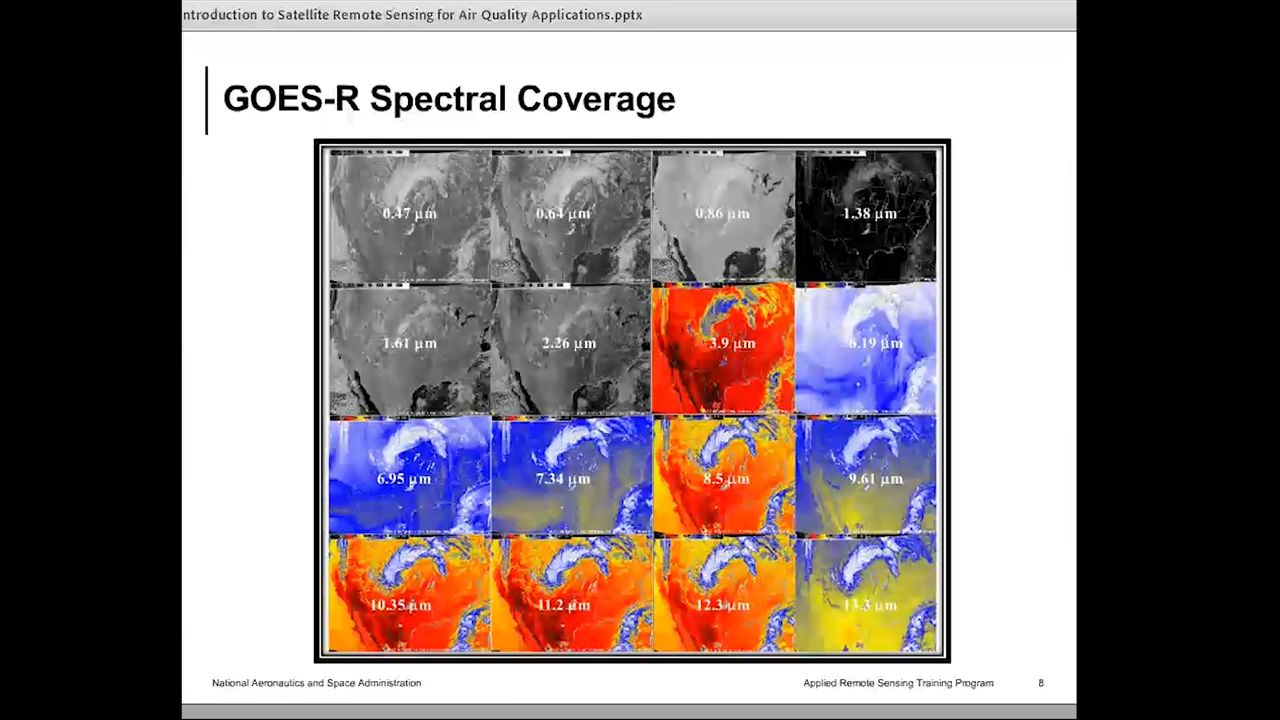 ntroduction to Satellite Remote Sensing for Air Quality Applications.pptx
GOES-R Spectral Coverage
0.47 µm
0.64 µm
0.86 µm
1.38 µm
1.61 µm
2.26 µm
3.9 µm
6.19 µm
6.95 µm
7.34 µm
8.5 µm
9.61 µm
10.35 µm
11.2 µm
12.3 µm
13.3 µm
National Aeronautics and Space Administration
Applied Remote Sensing Training Program
8